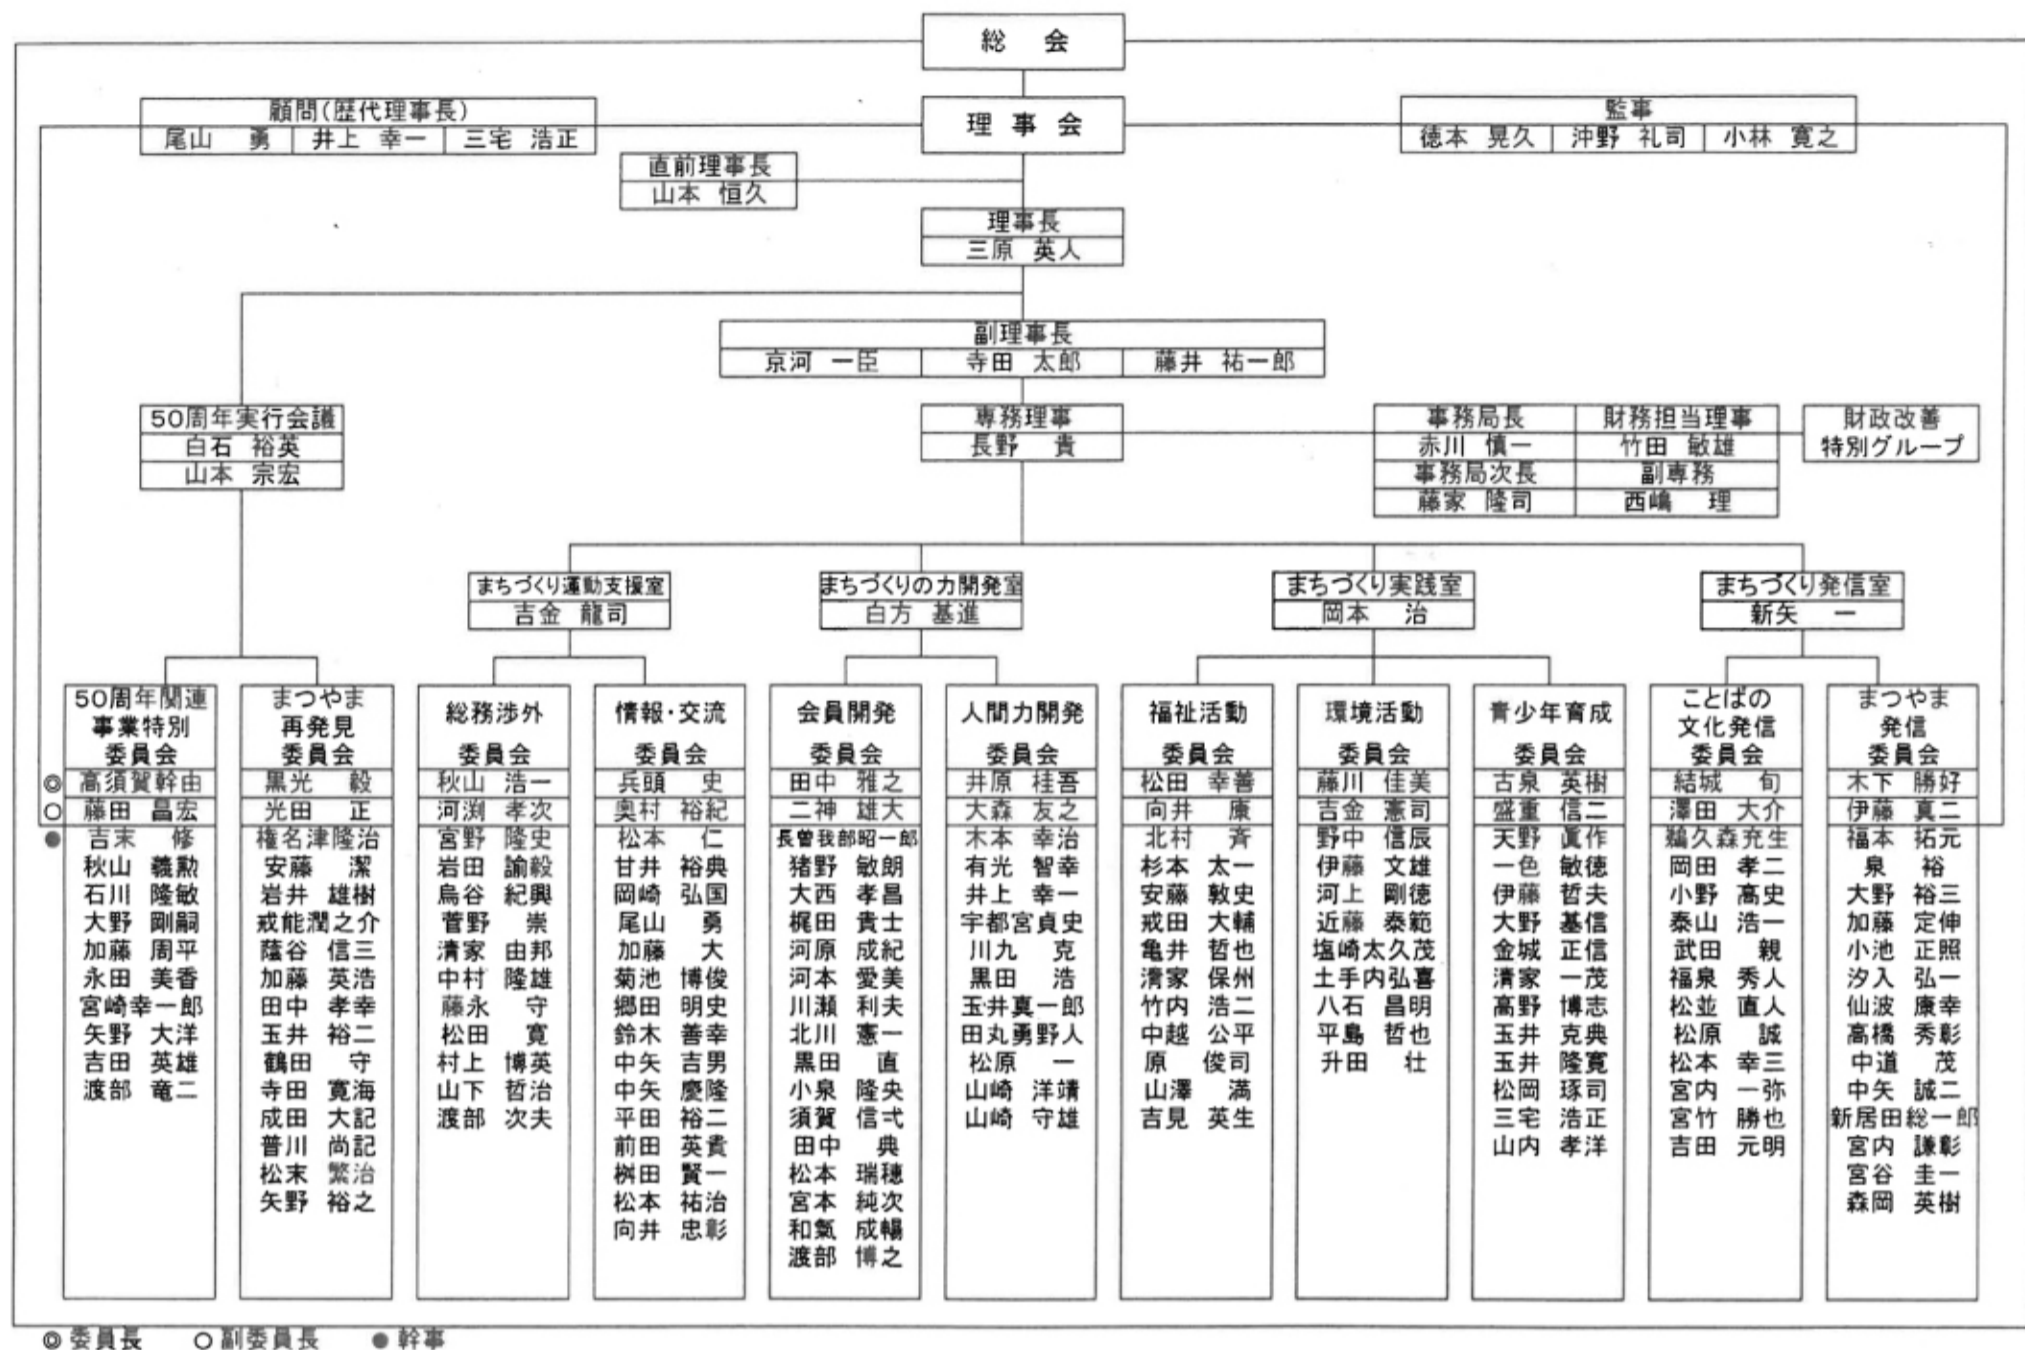 総　会
理 事 会
顧問(歴代理事長)
尾山　勇　井上 幸一　三宅 浩正
監事
徳本 晃久　沖野 礼司　小林 寛之
直前理事長
山本 恒久
理事長
三原 英人
副理事長
京河 一臣　寺田 太郎　藤井 祐一郎
50周年実行会議
白石 裕英
山本 宗宏
専務理事
長野　貴
事務局長　財務担当理事
赤川 慎一　竹田 敏雄
事務局次長　副専務
藤家 隆司　西嶋　理
財政改善
特別グループ
まちづくり運動支援室
吉金 龍司
まちづくりの力開発室
白方 基進
まちづくり実践室
岡本　治
まちづくり発信室
新矢　一
50周年関連
事業特別
委員会
◎ 高須賀幹由
○ 藤田 昌宏
● 吉末　修
秋山 義勲
石川 隆敏
大野 剛嗣
加藤 周平
永田 美香
宮崎幸一郎
矢野 大洋
吉田 英雄
渡部 竜二
まつやま
再発見
委員会
黒光　毅
光田　正
権名津隆治
安藤　潔
岩井 雄樹
戒能潤之介
蔭谷 信三
加藤 英浩
田中 孝幸
玉井 裕二
鶴田　守
寺田 寛海
成田 大記
普川 尚記
松末 繁治
矢野 裕之
総務渉外
委員会
秋山 浩一
河渕 孝次
宮野 隆史
岩田 諭毅
烏谷 紀興
菅野　崇
清家 由邦
中村 隆雄
藤永　守
松田　寛
村上 博英
山下 哲治
渡部 次夫
情報・交流
委員会
兵頭　史
奥村 裕紀
松本　仁
甘井 裕典
岡崎 弘国
尾山　勇
加藤　大
菊池 博俊
郷田 明史
鈴木 善幸
中矢 吉男
中矢 慶隆
平田 裕二
前田 英貴
桝田 賢一
松本 祐治
向井 忠彰
会員開発
委員会
田中 雅之
二神 雄大
長曽我部昭一郎
猪野 敏朗
大西 孝昌
梶田 貴士
河原 成紀
河本 愛美
川瀬 利夫
北川 憲一
黒田　直
小泉 隆央
須賀 信弍
田中　典
松本 瑞穂
宮本 純次
和氣 成暢
渡部 博之
人間力開発
委員会
井原 桂吾
大森 友之
木本 幸治
有光 智幸
井上 幸一
宇都宮貞史
川九　克
黒田　浩
玉井真一郎
田丸勇野人
松原　一
山崎 洋靖
山崎 守雄
福祉活動
委員会
松田 幸善
向井　康
北村　斉
杉本 太一
安藤 敦史
戒田 大輔
亀井 哲也
清家 保州
竹内 浩二
中越 公平
原　俊司
山澤　満
吉見 英生
環境活動
委員会
藤川 佳美
吉金 憲司
野中 信辰
伊藤 文雄
河上 剛徳
近藤 泰範
塩崎太久茂
土手内弘喜
八石 昌明
平島 哲也
升田　壮
青少年育成
委員会
古泉 英樹
盛重 信二
天野 眞作
一色 敏徳
伊藤 哲夫
大野 基信
金城 正信
清家 一茂
高野 博志
玉井 克典
玉井 隆寛
松岡 琢司
三宅 浩正
山内 孝洋
ことばの
文化発信
委員会
結城　旬
澤田 大介
鵜久森充生
岡田 孝二
小野 高史
泰山 浩一
武田　親
福泉 秀人
松並 直人
松原　誠
松本 幸三
宮内 一弥
宮竹 勝也
吉田 元明
まつやま
発信
委員会
木下 勝好
伊藤 真二
福本 拓元
泉　裕
大野 裕三
加藤 定伸
小池 正照
汐入 弘一
仙波 康幸
高橋 秀彰
中道　茂
中矢 誠二
新居田総一郎
宮内 謙彰
宮谷 圭一
森岡 英樹
◎ 委員長　○ 副委員長　● 幹事